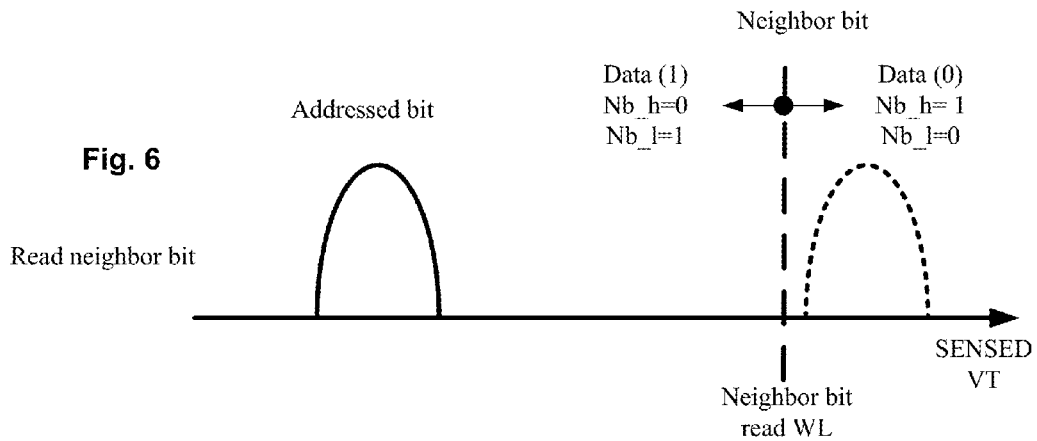 Neighbor bit
Data (1)
Nb_h=0
Nb_l=1
Data (0)
Nb_h= 1
Nb_l=0
Addressed bit
Fig. 6
Read neighbor bit
SENSED
VT
Neighbor bit
read WL